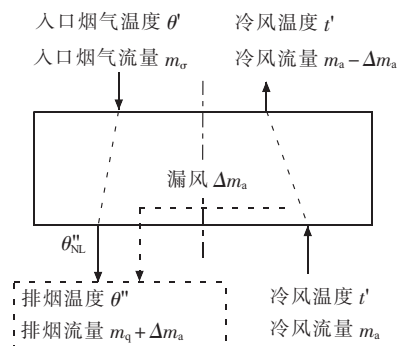 入口烟气温度 θ'
入口烟气流量 mσ
冷风温度 t'
冷风流量 ma－Δma
漏风 Δma
θ''NL
排烟温度 θ''
排烟流量 mq＋Δma
冷风温度 t'
冷风流量 ma